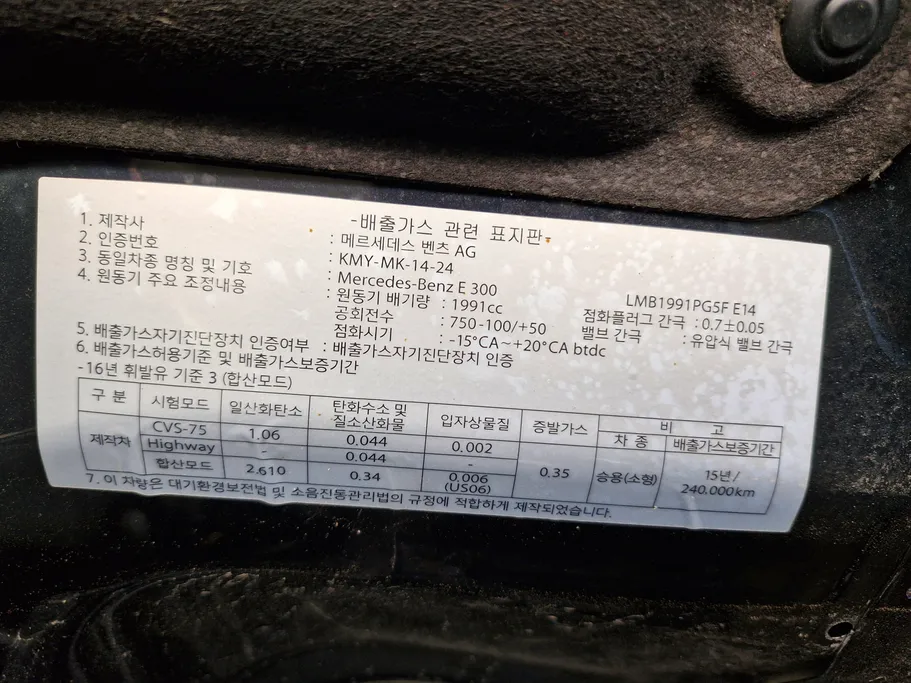 -배출가스 관련 표지판-
1. 제작사 : 메르세데스 벤츠 AG
2. 인증번호 : KMY-MK-14-24
3. 동일차종 명칭 및 기호 : Mercedes-Benz E 300 LMB1991PG5F E14
4. 원동기 주요 조정내용 : 원동기 배기량 : 1991cc 점화플러그 간극 : 0.7±0.05
공회전수 : 750-100/+50 밸브 간극 : 유압식 밸브 간극
점화시기 : -15°CA~+20°CA btdc
5. 배출가스자기진단장치 인증여부 : 배출가스자기진단장치 인증
6. 배출가스허용기준 및 배출가스보증기간
-16년 휘발유 기준 3 (합산모드)
구 분 시험모드 일산화탄소 탄화수소 및 질소산화물 입자상물질 증발가스 비 고
차 종 배출가스보증기간
제작차 CVS-75 1.06 0.044 0.002 0.35 승용(소형) 15년/ 240.000km
Highway - 0.044 -
합산모드 2.610 0.34 0.006 (US06)
7. 이 차량은 대기환경보전법 및 소음진동관리법의 규정에 적합하게 제작되었습니다.